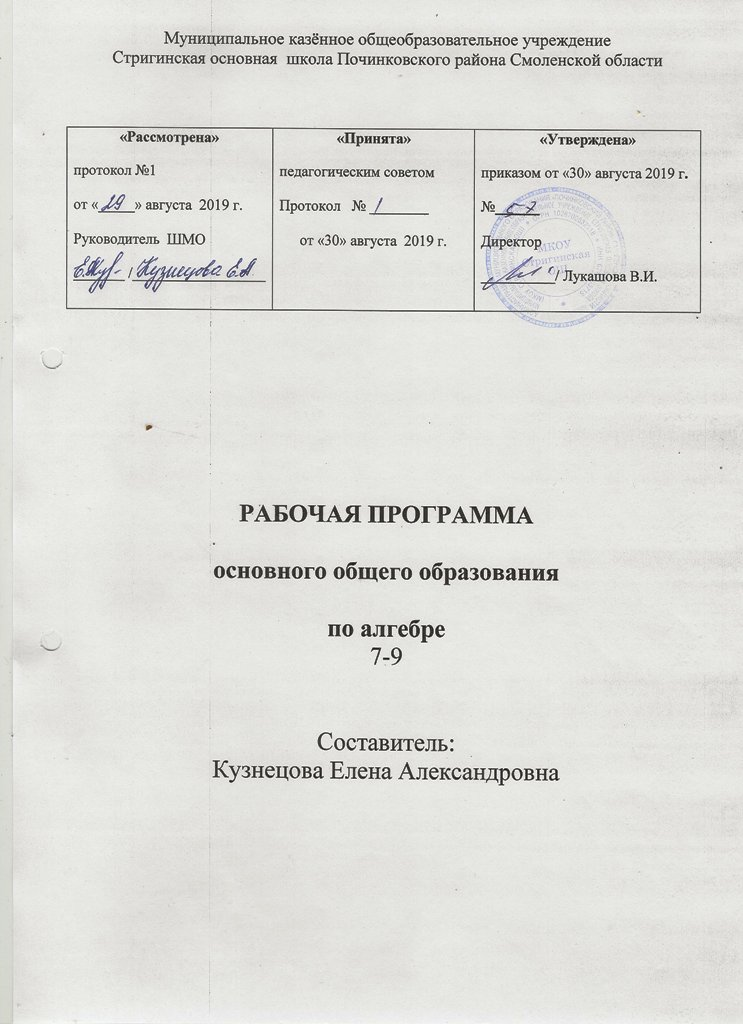 Муниципальное казённое общеобразовательное учреждение
Стригинская основная школа Починковского района Смоленской области
«Рассмотрена»
протокол №1
от «29» августа 2019 г.
Руководитель ШМО
/ Кузнецова Е.А.
«Принята»
педагогическим советом
Протокол № 1
от «30» августа 2019 г.
«Утверждена»
приказом от «30» августа 2019 г.
№ 57
Директор
/ Лукашова В.И.
МКОУ
Стригинская
РАБОЧАЯ ПРОГРАММА
основного общего образования
по алгебре
7-9
Составитель:
Кузнецова Елена Александровна